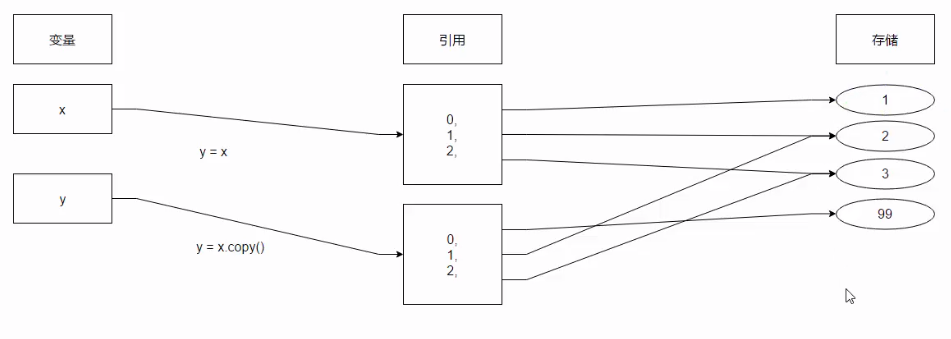 变量
引用
存储
x
y = x
y
y = x.copy()
0,
1,
2,
0,
1,
2,
1
2
3
99